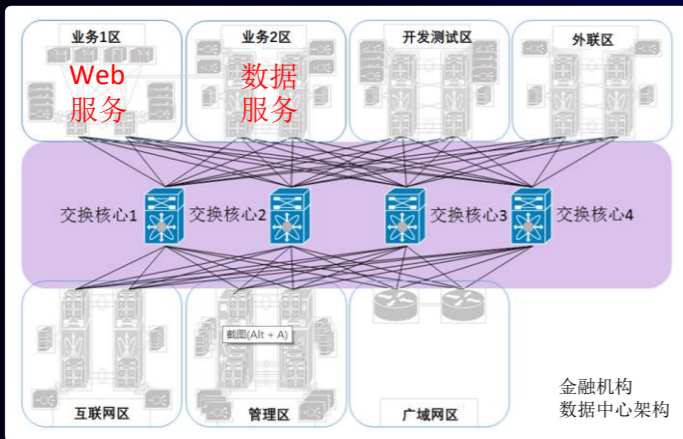 业务1区
业务2区
开发测试区
外联区
Web
服务
数据
服务
交换核心1
交换核心2
交换核心3
交换核心4
截图(Alt + A)
互联网区
管理区
广域网区
金融机构
数据中心架构